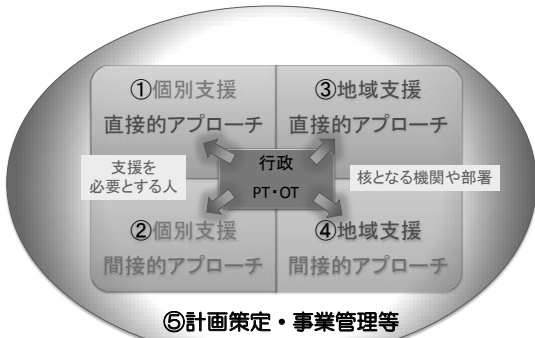 ①個別支援
直接的アプローチ
③地域支援
直接的アプローチ
支援を
必要とする人
行政
PT・OT
核となる機関や部署
②個別支援
間接的アプローチ
④地域支援
間接的アプローチ
⑤計画策定・事業管理等